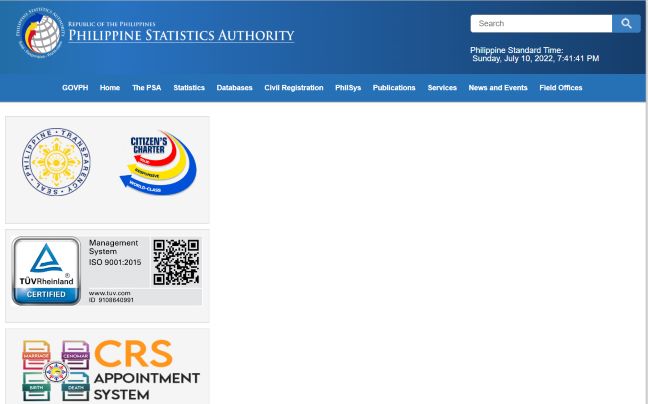 REPUBLIC OF THE PHILIPPINES
PHILIPPINE STATISTICS AUTHORITY
Search
Philippine Standard Time:
Sunday, July 10, 2022, 7:41:41 PM
GOVPH Home The PSA Statistics Databases Civil Registration PhilSys Publications Services News and Events Field Offices
PHILIPPINE TRANSPARENCY SEAL
CITIZEN'S
CHARTER
RESPONSIVE
WORLD-CLASS
Management
System
ISO 9001:2015
TÜVRheinland
CERTIFIED
www.tuv.com
ID 9108640991
MARRIAGE CENOMAR
BIRTH DEATH
CRS
APPOINTMENT
SYSTEM